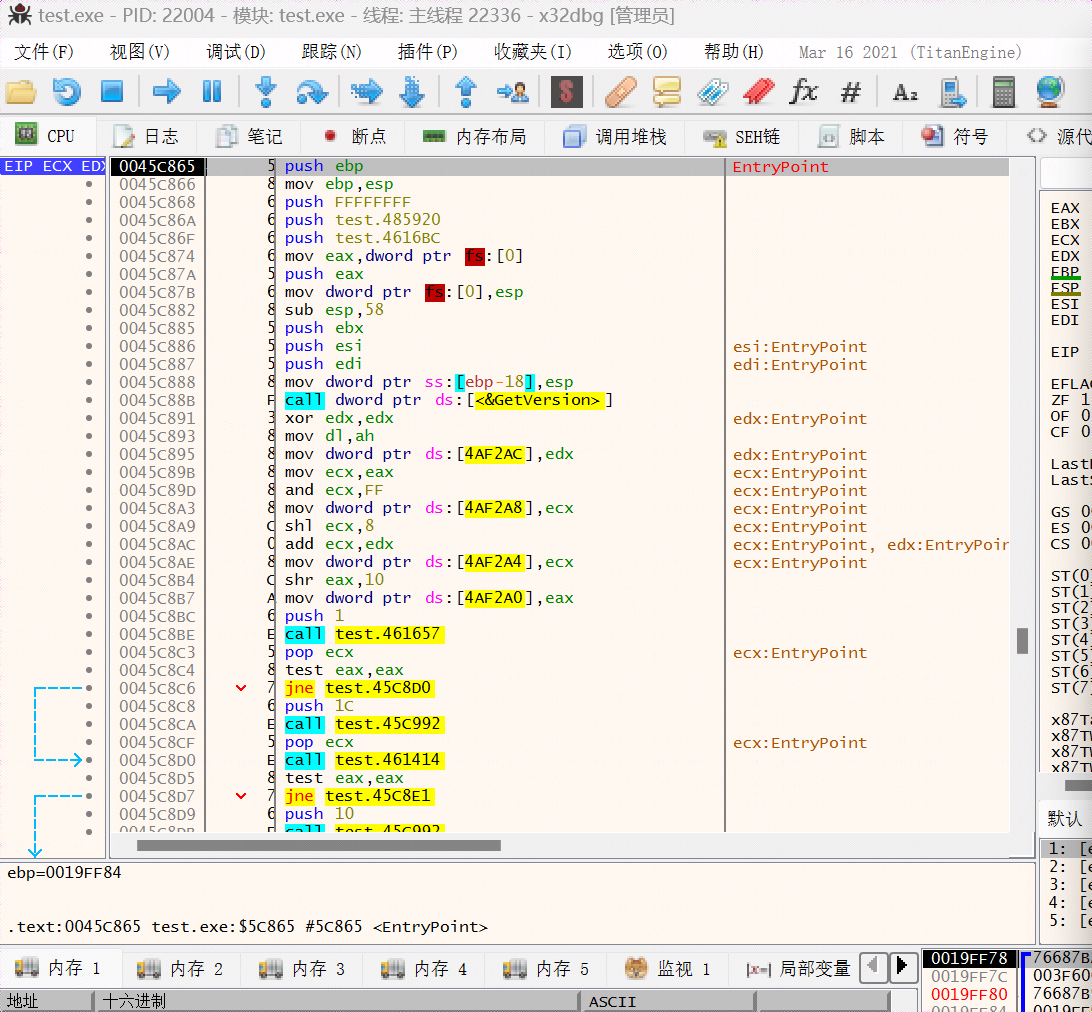 test.exe - PID: 22004 - 模块: test.exe - 线程: 主线程 22336 - x32dbg [管理员]
文件(F) 视图(V) 调试(D) 跟踪(N) 插件(P) 收藏夹(I) 选项(O) 帮助(H) Mar 16 2021 (TitanEngine)
S fx # Az
CPU 日志 笔记 断点 内存布局 调用堆栈 SEH链 脚本 符号 源代
EIP ECX EDX 0045C865 5 push ebp EntryPoint
0045C866 8 mov ebp,esp
0045C868 6 push FFFFFFFF
0045C86A 6 push test.485920
0045C86F 6 push test.4616BC
0045C874 6 mov eax,dword ptr fs:[0]
0045C87A 5 push eax
0045C87B 6 mov dword ptr fs:[0],esp
0045C882 8 sub esp,58
0045C885 5 push ebx
0045C886 5 push esi esi:EntryPoint
0045C887 5 push edi edi:EntryPoint
0045C888 8 mov dword ptr ss:[ebp-18],esp
0045C88B F call dword ptr ds:[<&GetVersion>]
0045C891 3 xor edx,edx edx:EntryPoint
0045C893 8 mov dl,ah
0045C895 8 mov dword ptr ds:[4AF2AC],edx edx:EntryPoint
0045C89B 8 mov ecx,eax ecx:EntryPoint
0045C89D 8 and ecx,FF ecx:EntryPoint
0045C8A3 8 mov dword ptr ds:[4AF2A8],ecx ecx:EntryPoint
0045C8A9 C shl ecx,8 ecx:EntryPoint
0045C8AC 0 add ecx,edx ecx:EntryPoint, edx:EntryPoin
0045C8AE 8 mov dword ptr ds:[4AF2A4],ecx ecx:EntryPoint
0045C8B4 C shr eax,10
0045C8B7 A mov dword ptr ds:[4AF2A0],eax
0045C8BC 6 push 1
0045C8BE E call test.461657
0045C8C3 5 pop ecx ecx:EntryPoint
0045C8C4 8 test eax,eax
0045C8C6 7 jne test.45C8D0
0045C8C8 6 push 1C
0045C8CA E call test.45C992
0045C8CF 5 pop ecx ecx:EntryPoint
0045C8D0 E call test.461414
0045C8D5 8 test eax,eax
0045C8D7 7 jne test.45C8E1
0045C8D9 6 push 10
0045C8DB E call test.45C992
EAX
EBX
ECX
EDX
EBP
ESP
ESI
EDI
EIP
EFLAG
ZF 1
OF 0
CF 0
LastE
LastS
GS 0
ES 0
CS 0
ST(0)
ST(1)
ST(2)
ST(3)
ST(4)
ST(5)
ST(6)
ST(7)
x87Ta
x87TW
x87TW
x87TW
默认
1: [e
2: [e
3: [e
4: [e
5: [e
ebp=0019FF84
.text:0045C865 test.exe:$5C865 #5C865 <EntryPoint>
内存 1 内存 2 内存 3 内存 4 内存 5 监视 1 [x=] 局部变量
地址 十六进制 ASCII
0019FF78 76687B
0019FF7C 003F60
0019FF80 76687B
0019FF84 0019FF